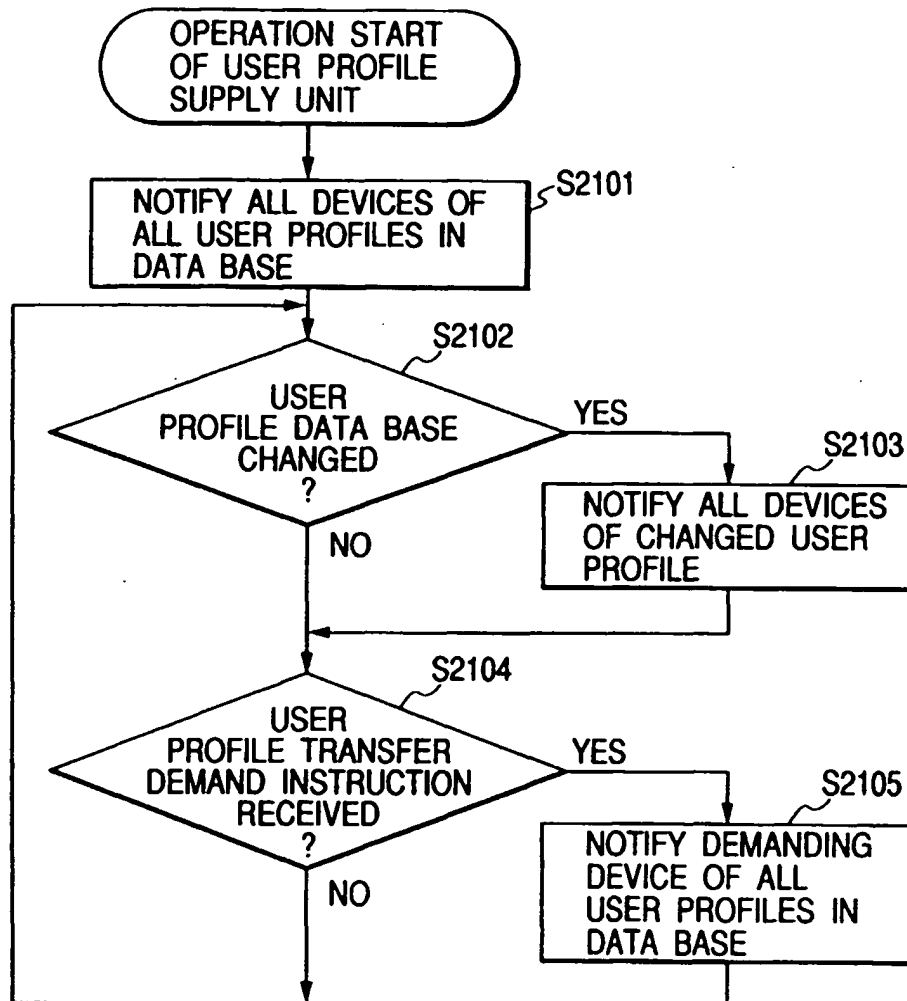 OPERATION START
OF USER PROFILE
SUPPLY UNIT
S2101
NOTIFY ALL DEVICES OF
ALL USER PROFILES IN
DATA BASE
S2102
USER
PROFILE DATA BASE
CHANGED
?
YES
NO
S2103
NOTIFY ALL DEVICES
OF CHANGED USER
PROFILE
S2104
USER
PROFILE TRANSFER
DEMAND INSTRUCTION
RECEIVED
?
YES
NO
S2105
NOTIFY DEMANDING
DEVICE OF ALL
USER PROFILES IN
DATA BASE